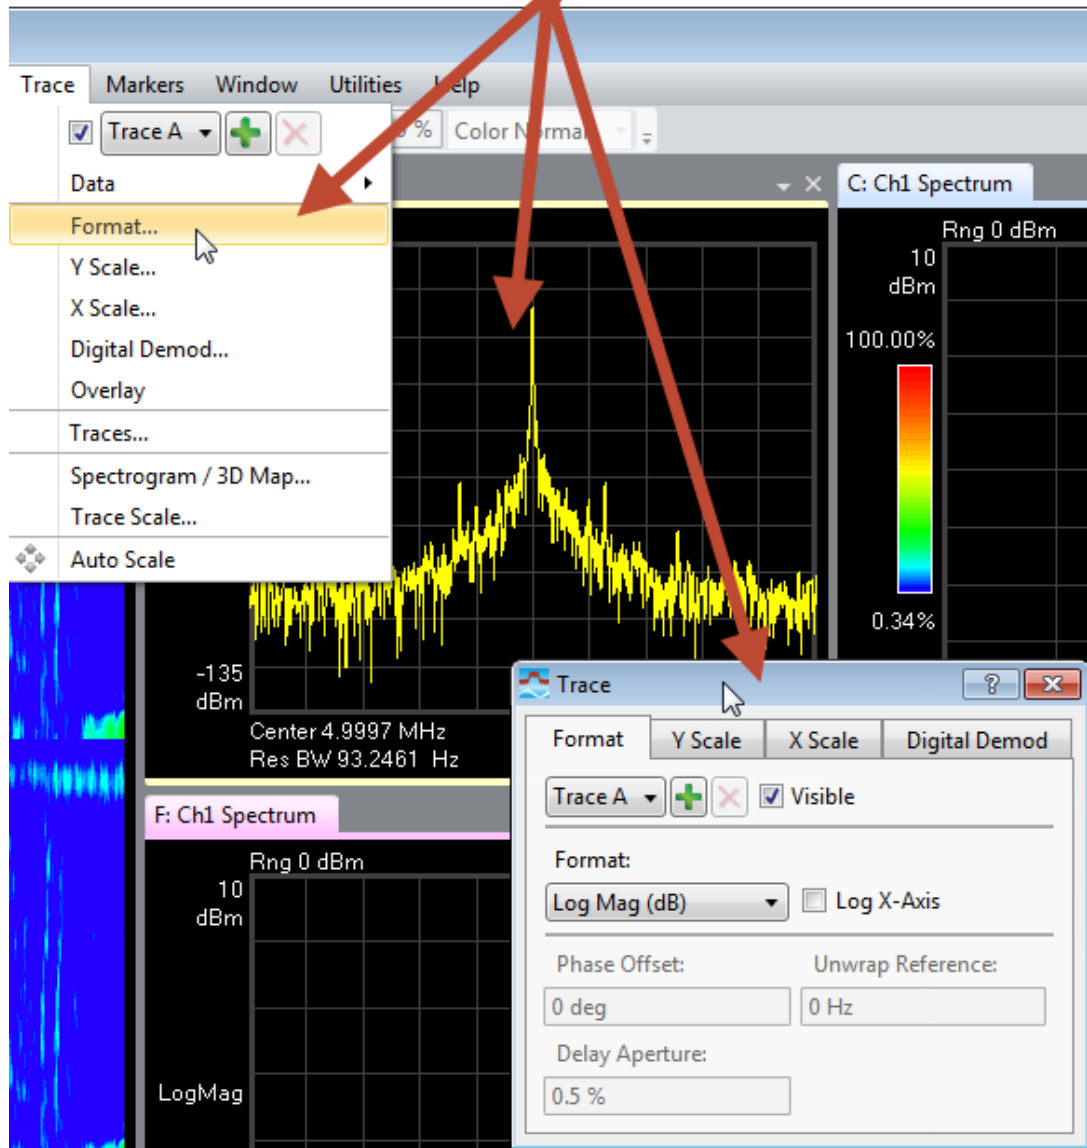 Trace Markers Window Utilities Help
Trace A % Color Normal
Data
Format...
Y Scale...
X Scale...
Digital Demod...
Overlay
Traces...
Spectrogram / 3D Map...
Trace Scale...
Auto Scale
-135
dBm
Center 4.9997 MHz
Res BW 93.2461 Hz
C: Ch1 Spectrum
Rng 0 dBm
10
dBm
100.00%
0.34%
F: Ch1 Spectrum
Rng 0 dBm
10
dBm
LogMag
Trace ?
Format Y Scale X Scale Digital Demod
Trace A Visible
Format:
Log Mag (dB) Log X-Axis
Phase Offset: Unwrap Reference:
0 deg 0 Hz
Delay Aperture:
0.5 %